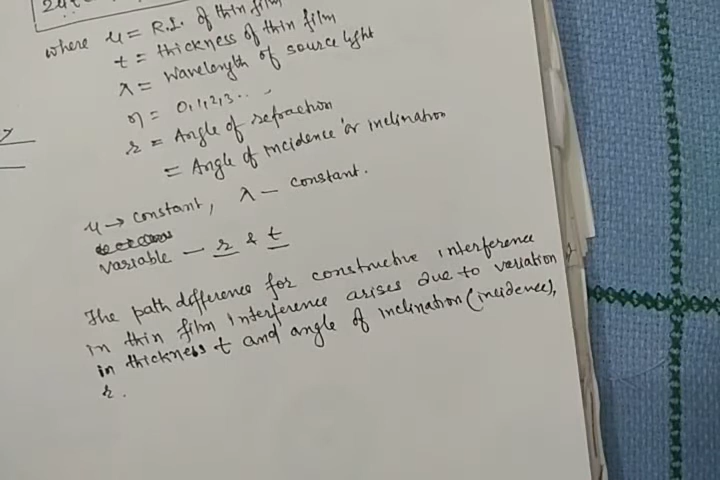 2µt
where µ = R.I. of thin film
t = thickness of thin film
λ = Wavelength of source light
η = 0,1,2,3...
r = Angle of refraction
= Angle of incidence or inclination
µ → constant, λ — constant.
variable — r & t
The path difference for constructive interference
in thin film interference arises due to variation
in thickness t and angle of inclination (incidence),
r.